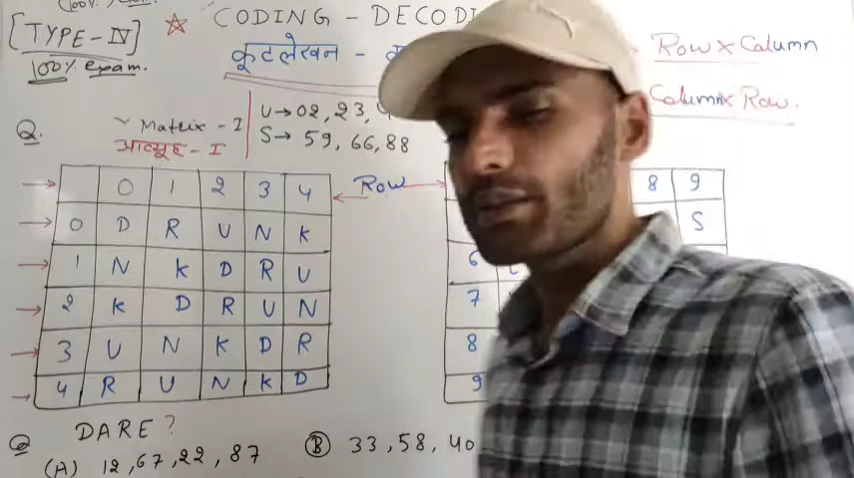 [TYPE-IV] ☆ CODING - DECODI
100% exam.
कूटलेखन -
Row x Column
Column x Row.
Q.
Matrix - I
आव्यूह - I
U → 02, 23,
S → 59, 66, 88
0 1 2 3 4
Row
8 9
0 D R U N K
S
1 N K D R U
6
2 K D R U N
7
3 U N K D R
8
4 R U N K D
9
Q DARE ?
(A) 12, 67, 22, 87
(B) 33, 58, 40